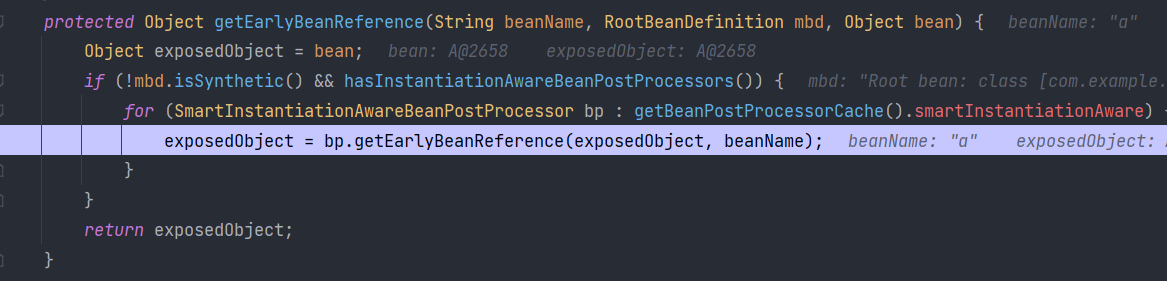 protected Object getEarlyBeanReference(String beanName, RootBeanDefinition mbd, Object bean) { beanName: "a"
Object exposedObject = bean; bean: A@2658 exposedObject: A@2658
if (!mbd.isSynthetic() && hasInstantiationAwareBeanPostProcessors()) { mbd: "Root bean: class [com.example.
for (SmartInstantiationAwareBeanPostProcessor bp : getBeanPostProcessorCache().smartInstantiationAware) {
exposedObject = bp.getEarlyBeanReference(exposedObject, beanName); beanName: "a" exposedObject:
}
}
return exposedObject;
}